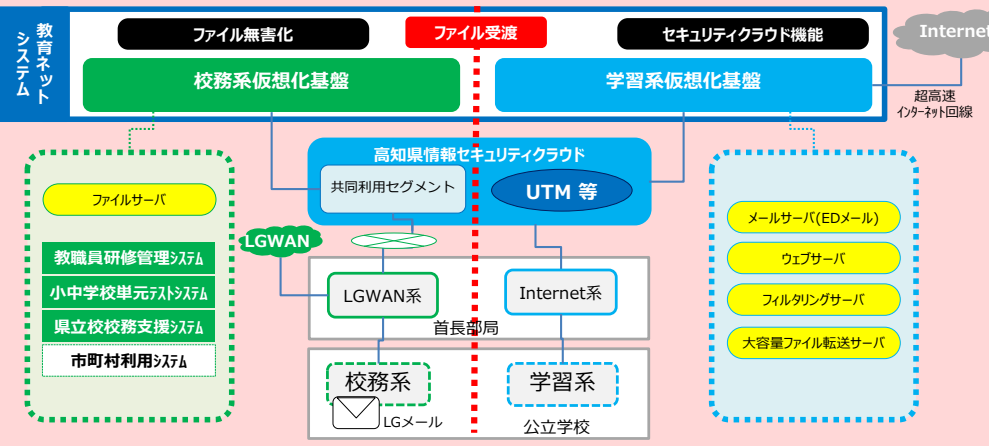 教育ネット
システム
ファイル無害化
ファイル受渡
セキュリティクラウド機能
Internet
校務系仮想化基盤
学習系仮想化基盤
超高速
インターネット回線
高知県情報セキュリティクラウド
共同利用セグメント
UTM 等
ファイルサーバ
教職員研修管理システム
小中学校単元テストシステム
県立校校務支援システム
市町村利用システム
LGWAN
LGWAN系
Internet系
首長部局
校務系
学習系
LGメール
公立学校
メールサーバ(EDメール)
ウェブサーバ
フィルタリングサーバ
大容量ファイル転送サーバ